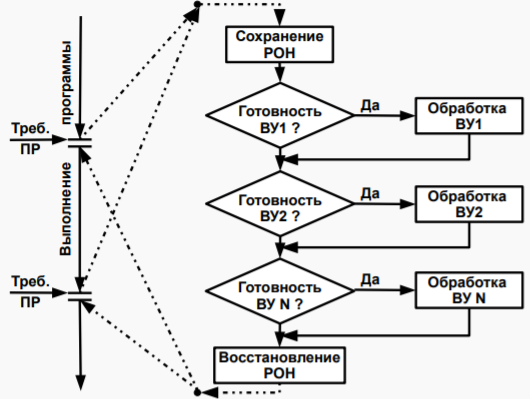 Выполнение программы
Треб.
ПР
Треб.
ПР
Сохранение
РОН
Готовность
ВУ1 ?
Да
Обработка
ВУ1
Готовность
ВУ2 ?
Да
Обработка
ВУ2
Готовность
ВУ N ?
Да
Обработка
ВУ N
Восстановление
РОН